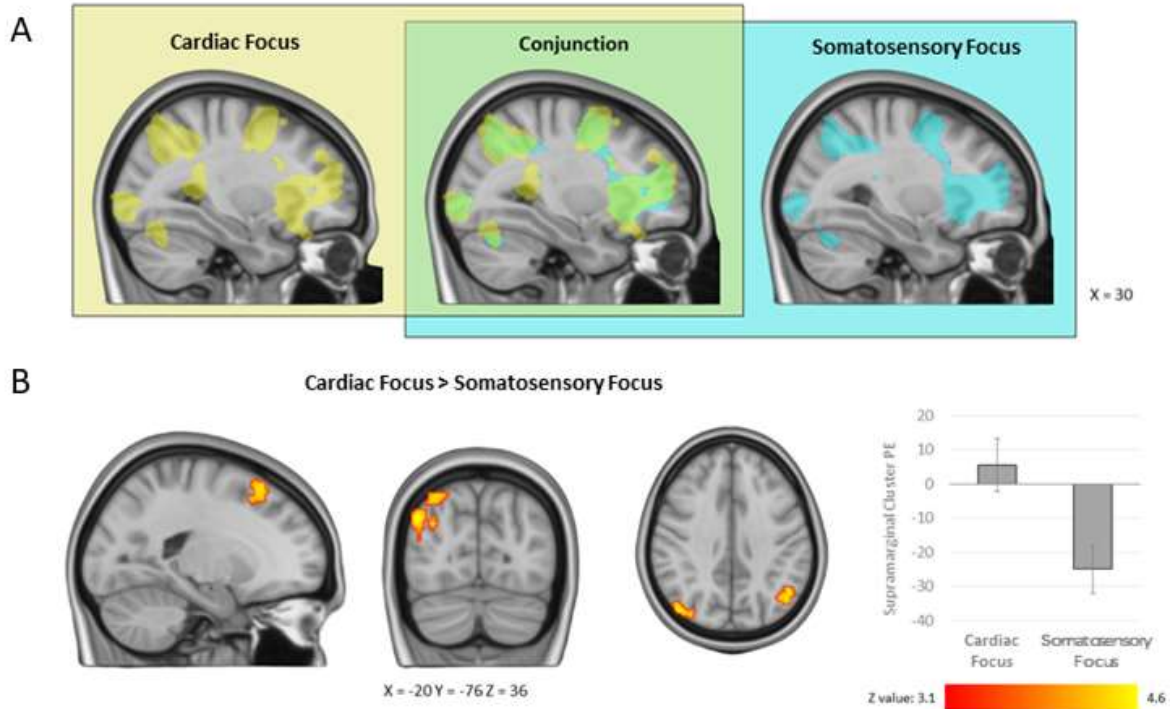 A
Cardiac Focus
Conjunction
Somatosensory Focus
X = 30
B
Cardiac Focus > Somatosensory Focus
X = -20 Y = -76 Z = 36
Supramarginal Cluster PE
20
10
0
-10
-20
-30
-40
Cardiac
Focus
Somatosensory
Focus
Z value: 3.1
4.6